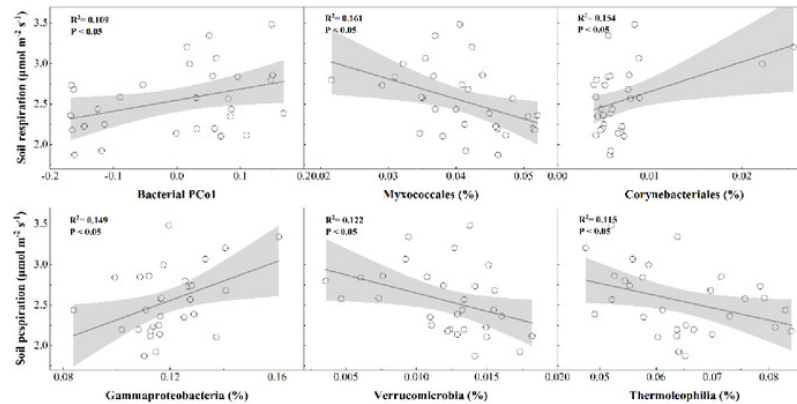 R²= 0.109
P < 0.05
R²= 0.161
P < 0.05
R²= 0.154
P < 0.05
Soil respiration (μmol m⁻² s⁻¹)
3.5
3.0
2.5
2.0
-0.2 -0.1 0.0 0.1 0.20.02 0.03 0.04 0.05 0.00 0.01 0.02
Bacterial PCo1 Myxococcales (%) Corynebacteriales (%)
R²= 0.149
P < 0.05
R²= 0.122
P < 0.05
R²= 0.115
P < 0.05
Soil pespiration (μmol m⁻² s⁻¹)
3.5
3.0
2.5
2.0
0.08 0.12 0.16 0.005 0.010 0.015 0.05 0.06 0.07 0.08
Gammaproteobacteria (%) Verrucomicrobia (%) Thermoleophilia (%)